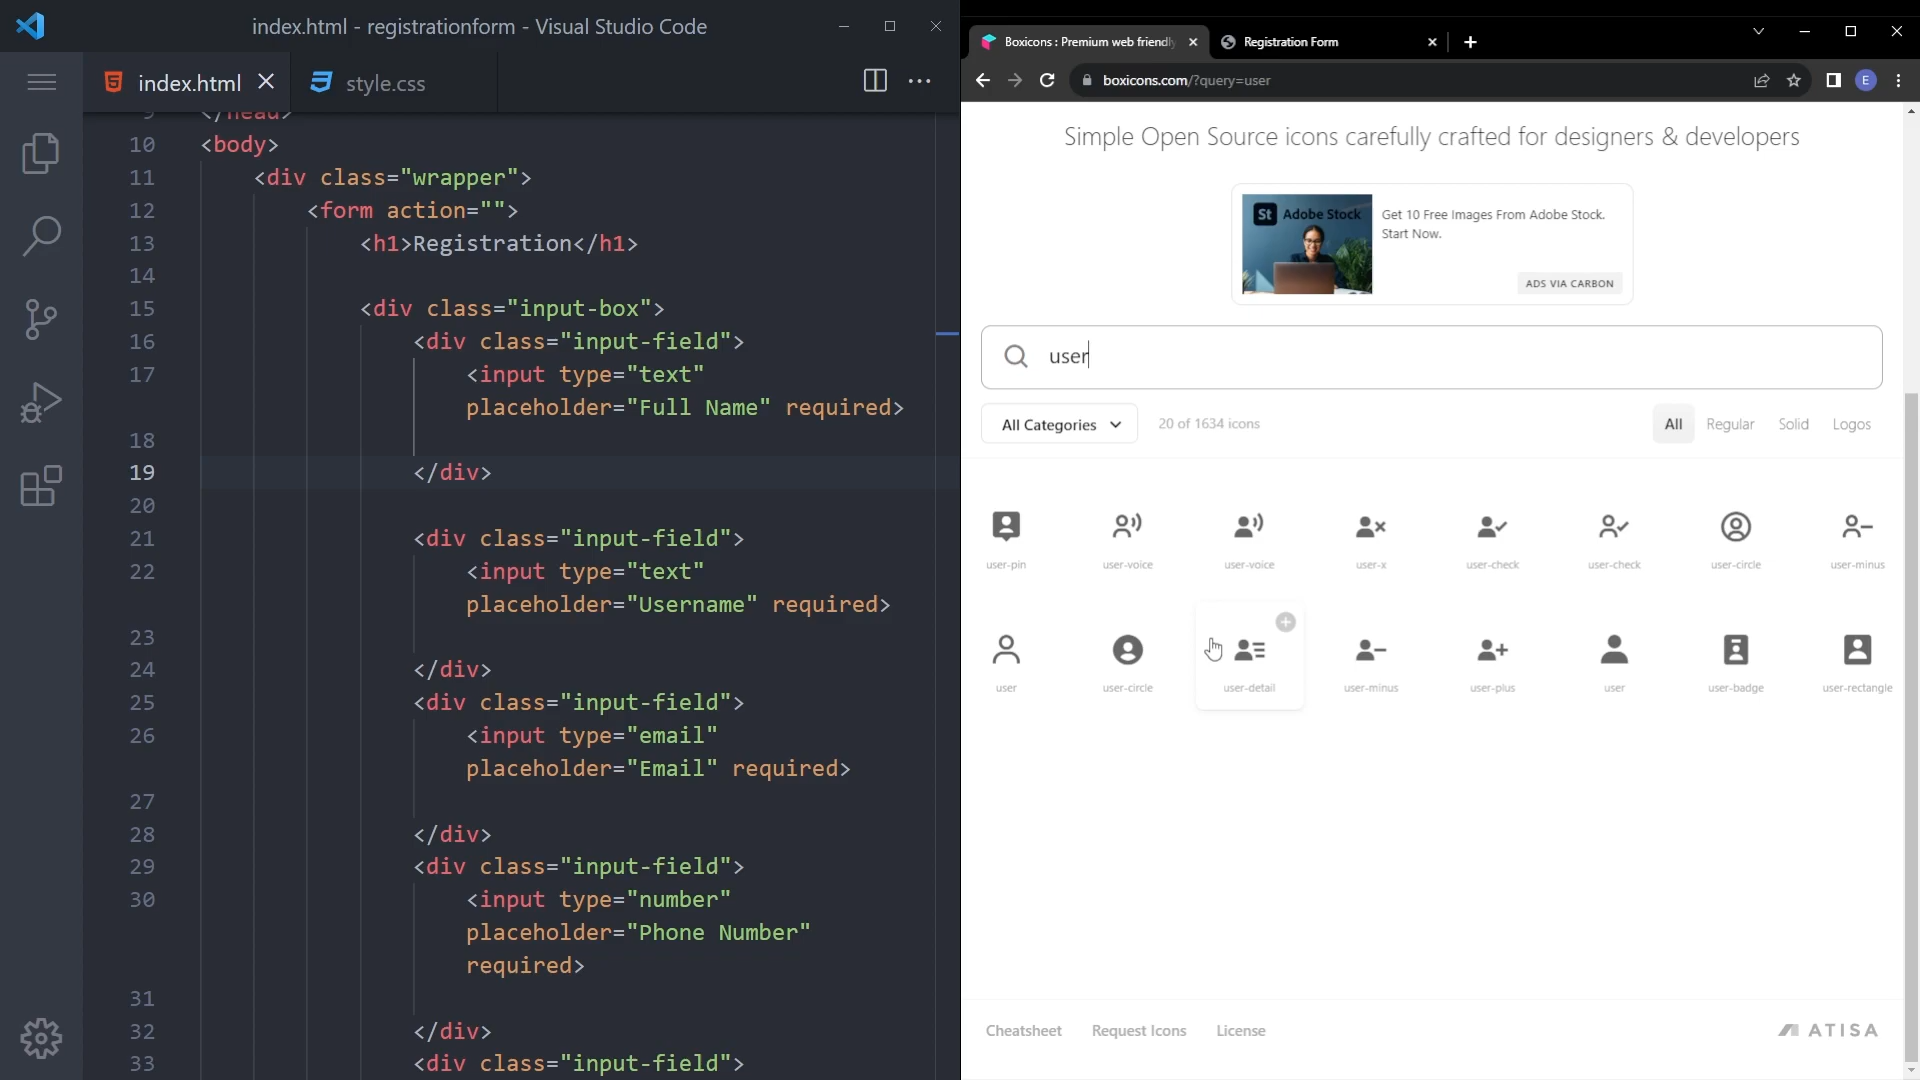 index.html - registrationform - Visual Studio Code
index.html
style.css
9 </head>
10 <body>
11 <div class="wrapper">
12 <form action="">
13 <h1>Registration</h1>
14
15 <div class="input-box">
16 <div class="input-field">
17 <input type="text"
placeholder="Full Name" required>
18
19 </div>
20
21 <div class="input-field">
22 <input type="text"
placeholder="Username" required>
23
24 </div>
25 <div class="input-field">
26 <input type="email"
placeholder="Email" required>
27
28 </div>
29 <div class="input-field">
30 <input type="number"
placeholder="Phone Number"
required>
31
32 </div>
33 <div class="input-field">
Boxicons : Premium web friendly
Registration Form
boxicons.com/?query=user
E
Simple Open Source icons carefully crafted for designers & developers
St Adobe Stock
Get 10 Free Images From Adobe Stock.
Start Now.
ADS VIA CARBON
user
All Categories
20 of 1634 icons
All Regular Solid Logos
user-pin user-voice user-voice user-x user-check user-check user-circle user-minus
user user-circle user-detail user-minus user-plus user user-badge user-rectangle
Cheatsheet Request Icons License
ATISA